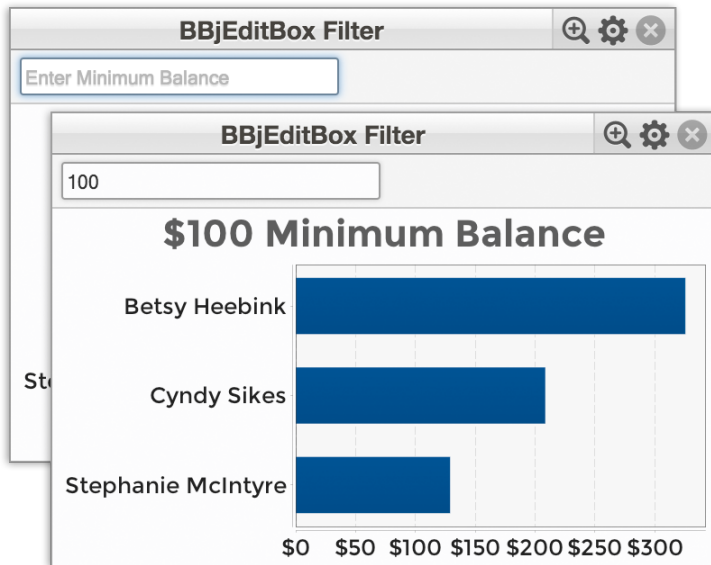 BBjEditBox Filter
Enter Minimum Balance
BBjEditBox Filter
100
$100 Minimum Balance
Betsy Heebink
Cyndy Sikes
Stephanie McIntyre
$0 $50 $100 $150 $200 $250 $300